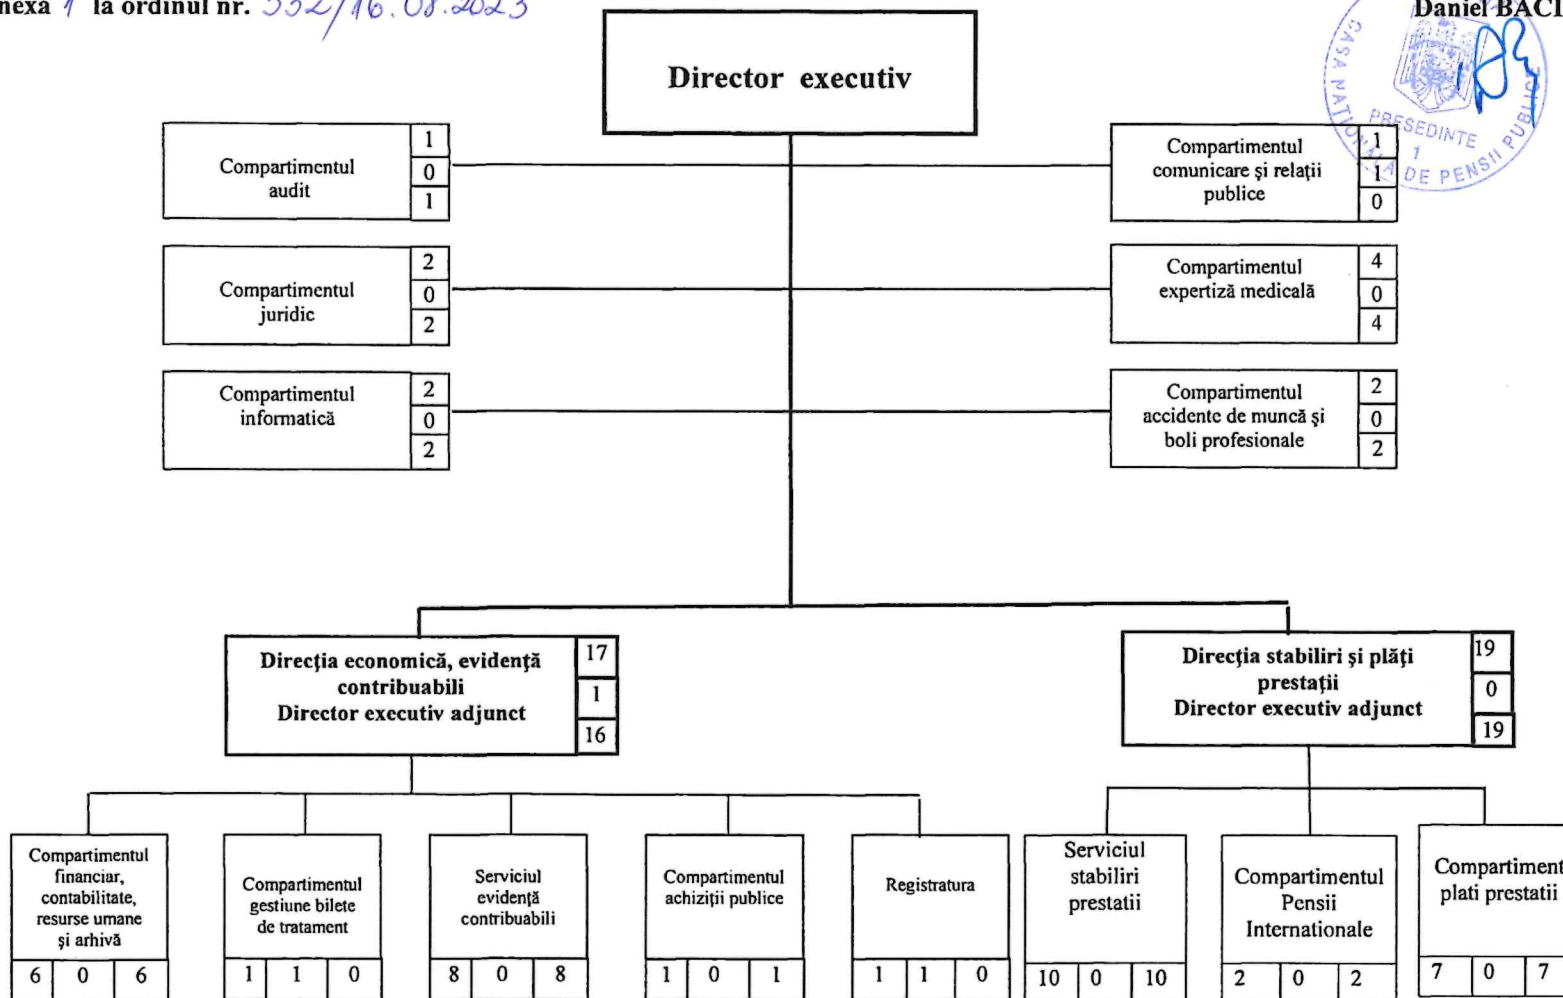 nexa 1 la ordinul nr. 552/16.08.2023
Daniel BACI
CASA NAȚIONALĂ DE PENSII PUBLICE
PRESEDINTE
1
Director executiv
Compartimentul
audit
1
0
1
Compartimentul
comunicare şi relaţii
publice
1
1
0
Compartimentul
juridic
2
0
2
Compartimentul
expertiză medicală
4
0
4
Compartimentul
informatică
2
0
2
Compartimentul
accidente de muncă şi
boli profesionale
2
0
2
Direcţia economică, evidenţă
contribuabili
Director executiv adjunct
17
1
16
Direcţia stabiliri şi plăţi
prestaţii
Director executiv adjunct
19
0
19
Compartimentul
financiar,
contabilitate,
resurse umane
şi arhivă
6 0 6
Compartimentul
gestiune bilete
de tratament
1 1 0
Serviciul
evidenţă
contribuabili
8 0 8
Compartimentul
achiziţii publice
1 0 1
Registratura
1 1 0
Serviciul
stabiliri
prestatii
10 0 10
Compartimentul
Pensii
Internationale
2 0 2
Compartiment
plati prestatii
7 0 7